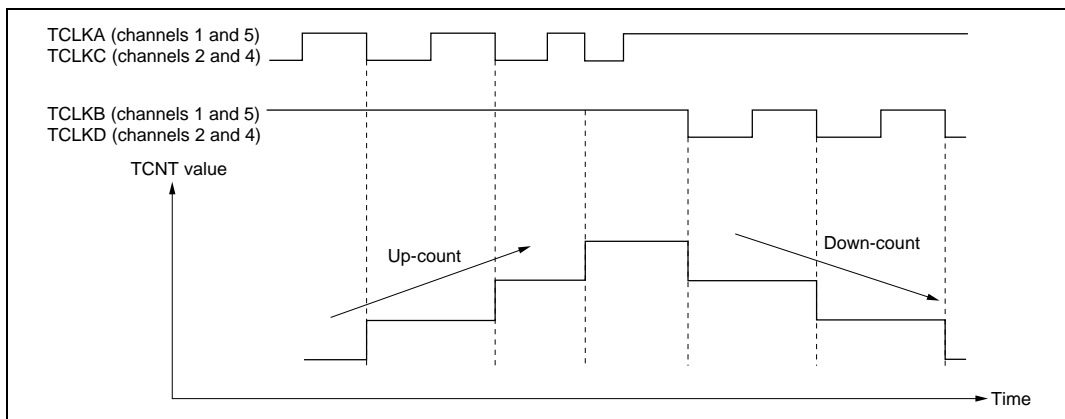 TCLKA (channels 1 and 5)
TCLKC (channels 2 and 4)
TCLKB (channels 1 and 5)
TCLKD (channels 2 and 4)
TCNT value
Up-count
Down-count
Time